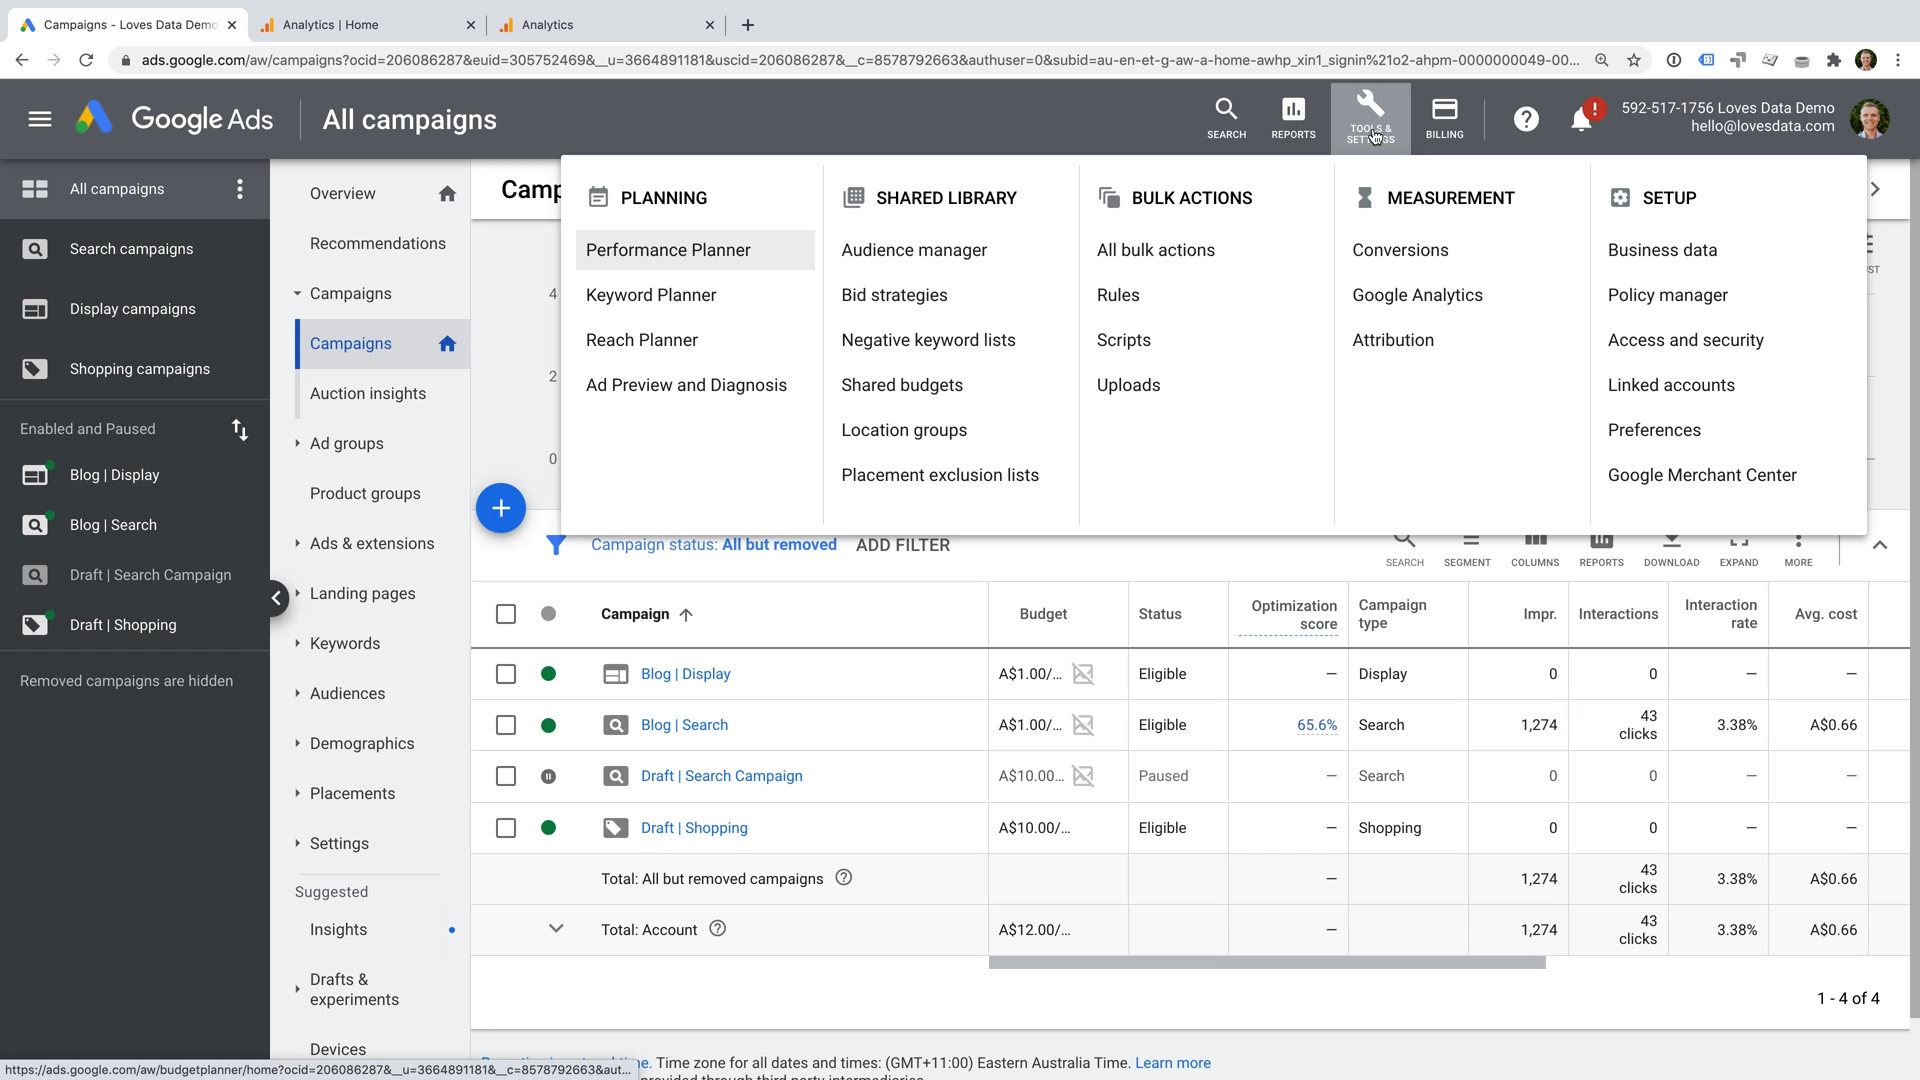 Campaigns - Loves Data Demo
Analytics | Home
Analytics
ads.google.com/aw/campaigns?ocid=206086287&euid=305752469&__u=3664891181&uscid=206086287&__c=8578792663&authuser=0&subid=au-en-et-g-aw-a-home-awhp_xin1_signin%21o2-ahpm-0000000049-00...
Google Ads
All campaigns
SEARCH
REPORTS
TOOLS &
SETTINGS
BILLING
592-517-1756 Loves Data Demo
hello@lovesdata.com
All campaigns
Search campaigns
Display campaigns
Shopping campaigns
Enabled and Paused
Blog | Display
Blog | Search
Draft | Search Campaign
Draft | Shopping
Removed campaigns are hidden
Overview
Recommendations
Campaigns
Campaigns
Auction insights
Ad groups
Product groups
Ads & extensions
Landing pages
Keywords
Audiences
Demographics
Placements
Settings
Suggested
Insights
Drafts &
experiments
Devices
Camp
4
2
0
PLANNING
Performance Planner
Keyword Planner
Reach Planner
Ad Preview and Diagnosis
SHARED LIBRARY
Audience manager
Bid strategies
Negative keyword lists
Shared budgets
Location groups
Placement exclusion lists
BULK ACTIONS
All bulk actions
Rules
Scripts
Uploads
MEASUREMENT
Conversions
Google Analytics
Attribution
SETUP
Business data
Policy manager
Access and security
Linked accounts
Preferences
Google Merchant Center
Campaign status: All but removed
ADD FILTER
SEARCH
SEGMENT
COLUMNS
REPORTS
DOWNLOAD
EXPAND
MORE
Campaign
Budget
Status
Optimization
score
Campaign
type
Impr.
Interactions
Interaction
rate
Avg. cost
Blog | Display
A$1.00/...
Eligible
—
Display
0
0
—
—
Blog | Search
A$1.00/...
Eligible
65.6%
Search
1,274
43
clicks
3.38%
A$0.66
Draft | Search Campaign
A$10.00...
Paused
—
Search
0
0
—
—
Draft | Shopping
A$10.00/...
Eligible
—
Shopping
0
0
—
—
Total: All but removed campaigns
—
1,274
43
clicks
3.38%
A$0.66
Total: Account
A$12.00/...
—
1,274
43
clicks
3.38%
A$0.66
1 - 4 of 4
Time zone for all dates and times: (GMT+11:00) Eastern Australia Time. Learn more
https://ads.google.com/aw/budgetplanner/home?ocid=206086287&__u=3664891181&__c=8578792663&aut...